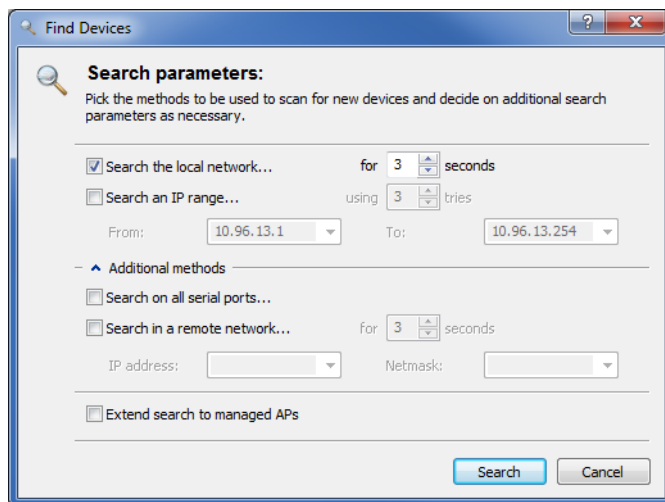 Find Devices
Search parameters:
Pick the methods to be used to scan for new devices and decide on additional search
parameters as necessary.
Search the local network... for 3 seconds
Search an IP range... using 3 tries
From: 10.96.13.1 To: 10.96.13.254
Additional methods
Search on all serial ports...
Search in a remote network... for 3 seconds
IP address: Netmask:
Extend search to managed APs
Search Cancel